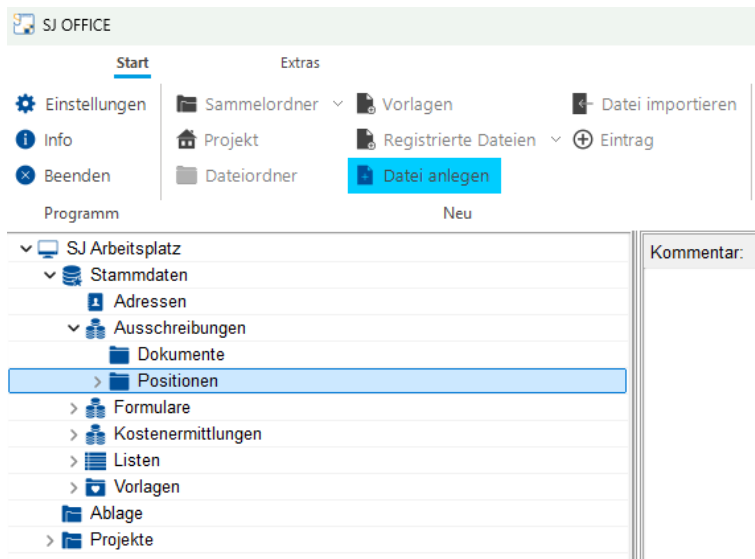 SJ OFFICE
Start Extras
Einstellungen Sammelordner Vorlagen Datei importieren
Info Projekt Registrierte Dateien Eintrag
Beenden Dateiordner Datei anlegen
Programm Neu
SJ Arbeitsplatz Kommentar:
Stammdaten
Adressen
Ausschreibungen
Dokumente
Positionen
Formulare
Kostenermittlungen
Listen
Vorlagen
Ablage
Projekte